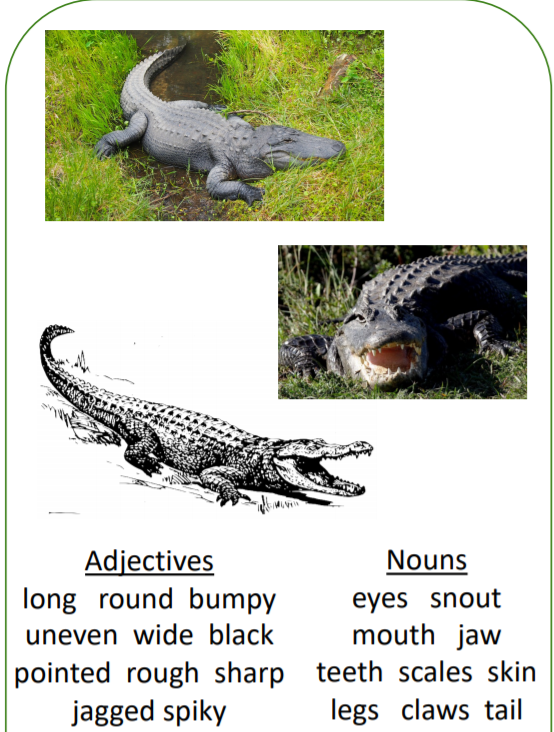 Adjectives
long round bumpy
uneven wide black
pointed rough sharp
jagged spiky
Nouns
eyes snout
mouth jaw
teeth scales skin
legs claws tail